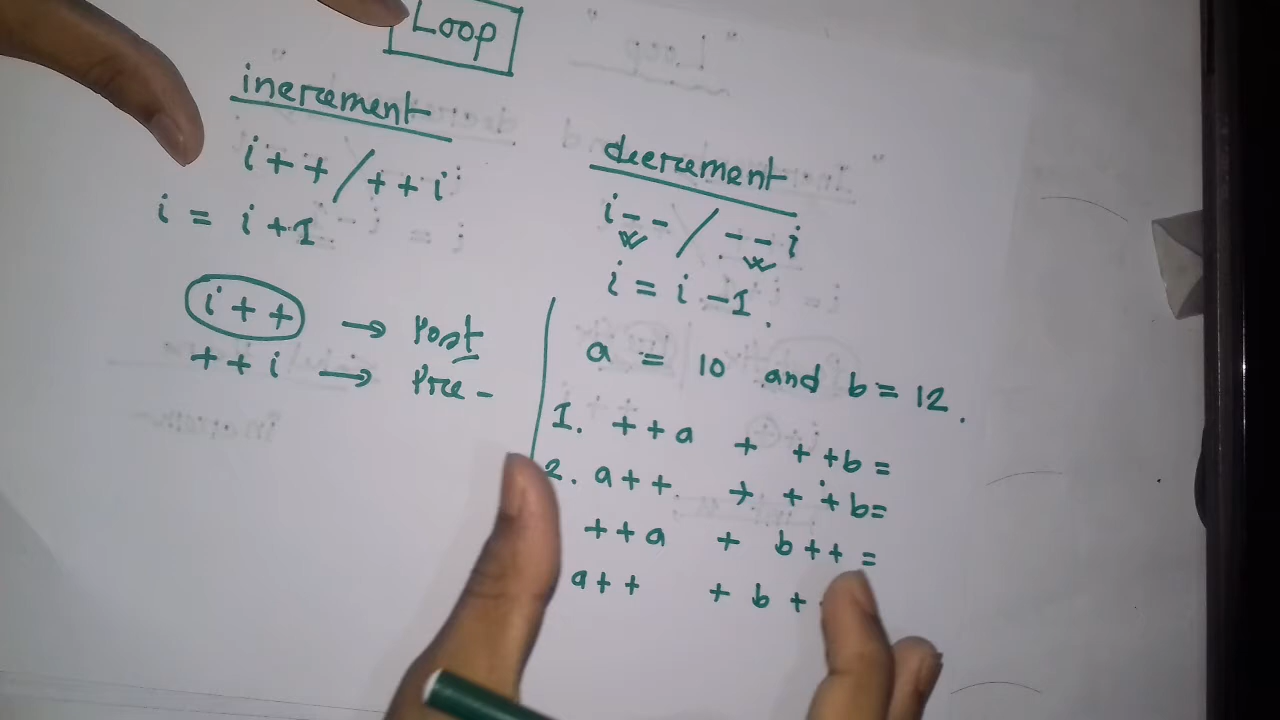 Loop
increment
i++ / ++i
i = i+1
i++ → Post
++i → Pre-
decrement
i-- / --i
i = i-1.
a = 10 and b = 12.
1. ++a + ++b =
2. a++ + ++b=
++a + b++ =
a++ + b +